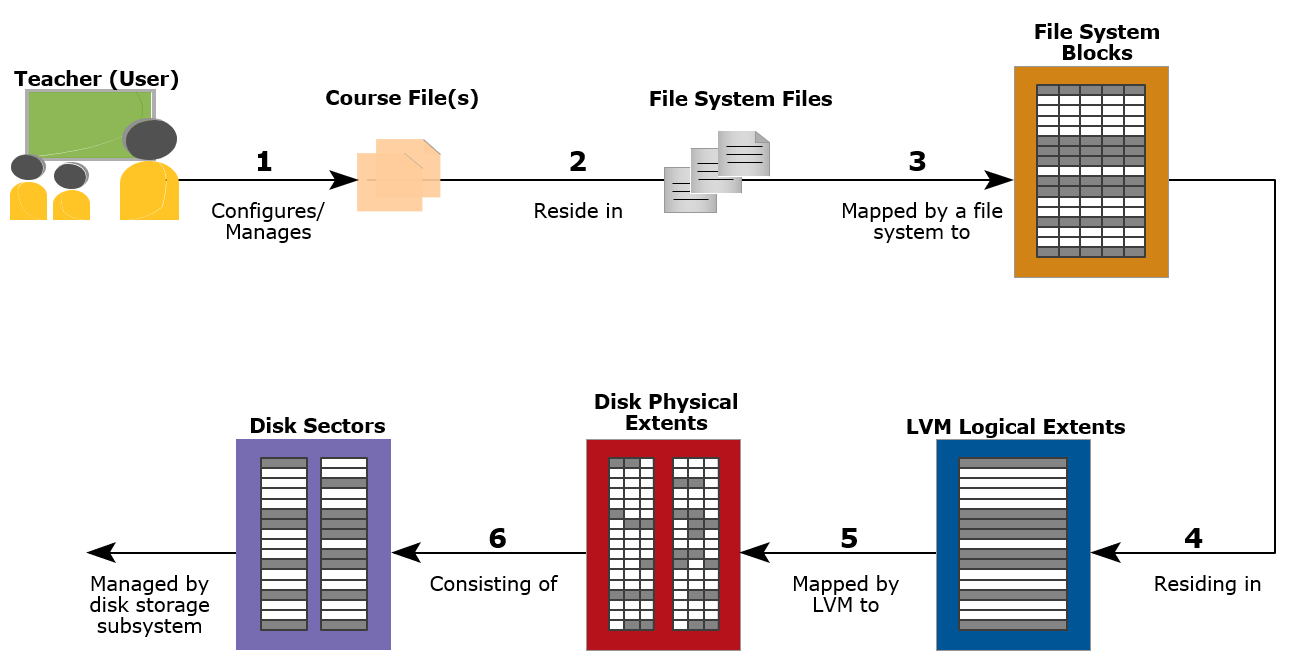 Teacher (User)
Course File(s)
File System Files
File System
Blocks
1
Configures/
Manages
2
Reside in
3
Mapped by a file
system to
4
Residing in
LVM Logical Extents
5
Mapped by
LVM to
Disk Physical
Extents
6
Consisting of
Disk Sectors
Managed by
disk storage
subsystem